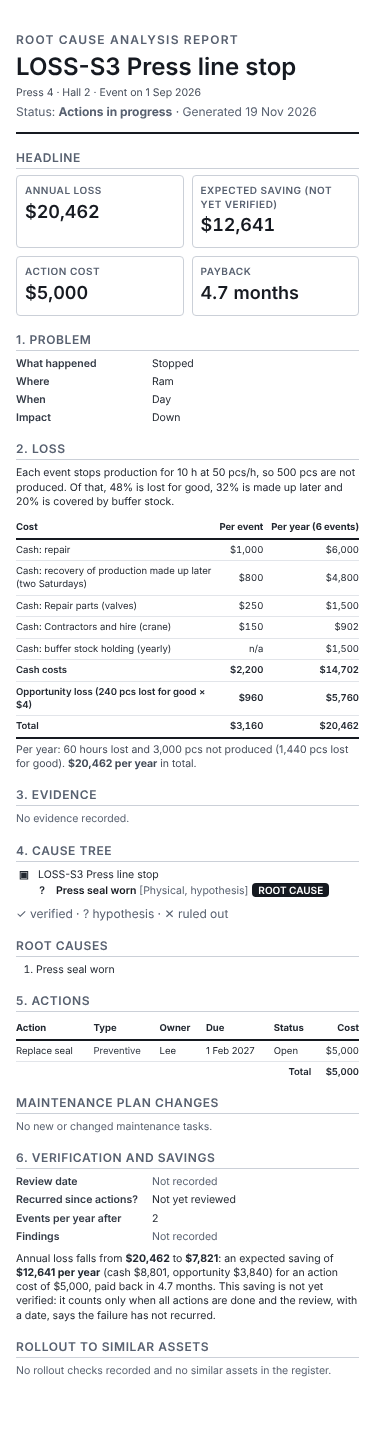 ROOT CAUSE ANALYSIS REPORT
LOSS-S3 Press line stop
Press 4 · Hall 2 · Event on 1 Sep 2026
Status: Actions in progress · Generated 19 Nov 2026
HEADLINE
ANNUAL LOSS
$20,462
EXPECTED SAVING (NOT
YET VERIFIED)
$12,641
ACTION COST
$5,000
PAYBACK
4.7 months
1. PROBLEM
What happened Stopped
Where Ram
When Day
Impact Down
2. LOSS
Each event stops production for 10 h at 50 pcs/h, so 500 pcs are not
produced. Of that, 48% is lost for good, 32% is made up later and
20% is covered by buffer stock.
Cost Per event Per year (6 events)
Cash: repair $1,000 $6,000
Cash: recovery of production made up later
(two Saturdays) $800 $4,800
Cash: Repair parts (valves) $250 $1,500
Cash: Contractors and hire (crane) $150 $902
Cash: buffer stock holding (yearly) n/a $1,500
Cash costs $2,200 $14,702
Opportunity loss (240 pcs lost for good ×
$4) $960 $5,760
Total $3,160 $20,462
Per year: 60 hours lost and 3,000 pcs not produced (1,440 pcs lost
for good). $20,462 per year in total.
3. EVIDENCE
No evidence recorded.
4. CAUSE TREE
▣ LOSS-S3 Press line stop
? Press seal worn [Physical, hypothesis] ROOT CAUSE
✓ verified · ? hypothesis · ✕ ruled out
ROOT CAUSES
1. Press seal worn
5. ACTIONS
Action Type Owner Due Status Cost
Replace seal Preventive Lee 1 Feb 2027 Open $5,000
Total $5,000
MAINTENANCE PLAN CHANGES
No new or changed maintenance tasks.
6. VERIFICATION AND SAVINGS
Review date Not recorded
Recurred since actions? Not yet reviewed
Events per year after 2
Findings Not recorded
Annual loss falls from $20,462 to $7,821: an expected saving of
$12,641 per year (cash $8,801, opportunity $3,840) for an action
cost of $5,000, paid back in 4.7 months. This saving is not yet
verified: it counts only when all actions are done and the review, with
a date, says the failure has not recurred.
ROLLOUT TO SIMILAR ASSETS
No rollout checks recorded and no similar assets in the register.